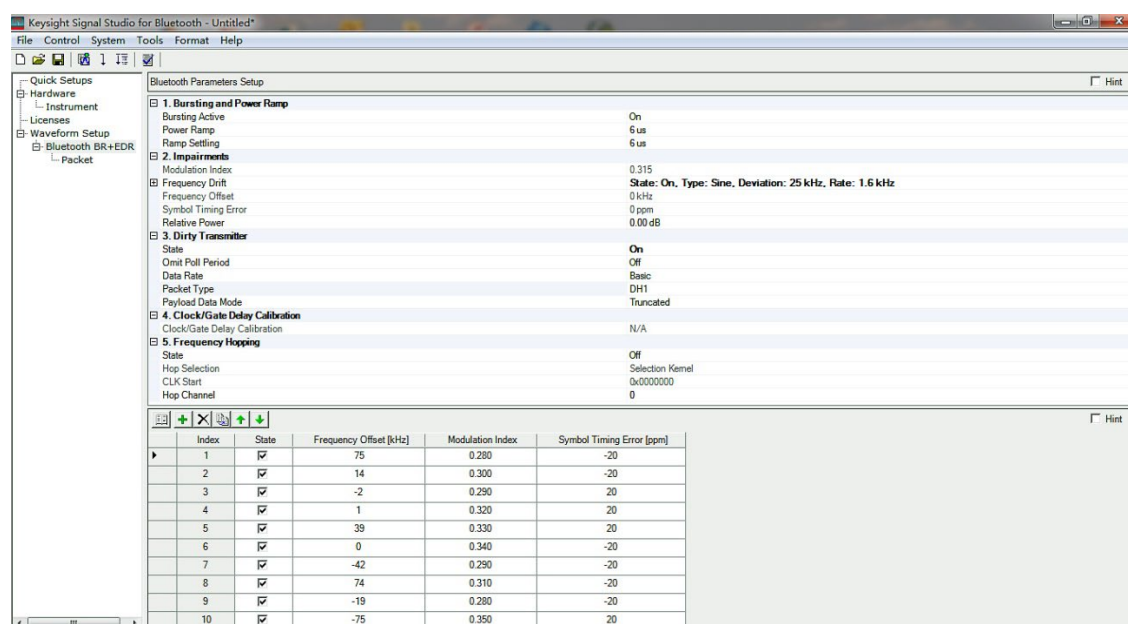 Keysight Signal Studio for Bluetooth - Untitled*
File Control System Tools Format Help
Quick Setups
Hardware
Instrument
Licenses
Waveform Setup
Bluetooth BR+EDR
Packet
Bluetooth Parameters Setup Hint
1. Bursting and Power Ramp
Bursting Active On
Power Ramp 6 us
Ramp Settling 6 us
2. Impairments
Modulation Index 0.315
Frequency Drift State: On, Type: Sine, Deviation: 25 kHz, Rate: 1.6 kHz
Frequency Offset 0 kHz
Symbol Timing Error 0 ppm
Relative Power 0.00 dB
3. Dirty Transmitter
State On
Omit Poll Period Off
Data Rate Basic
Packet Type DH1
Payload Data Mode Truncated
4. Clock/Gate Delay Calibration
Clock/Gate Delay Calibration N/A
5. Frequency Hopping
State Off
Hop Selection Selection Kernel
CLK Start 0x0000000
Hop Channel 0
Hint
Index State Frequency Offset [kHz] Modulation Index Symbol Timing Error [ppm]
1 75 0.280 -20
2 14 0.300 -20
3 -2 0.290 20
4 1 0.320 20
5 39 0.330 20
6 0 0.340 -20
7 -42 0.290 -20
8 74 0.310 -20
9 -19 0.280 -20
10 -75 0.350 20